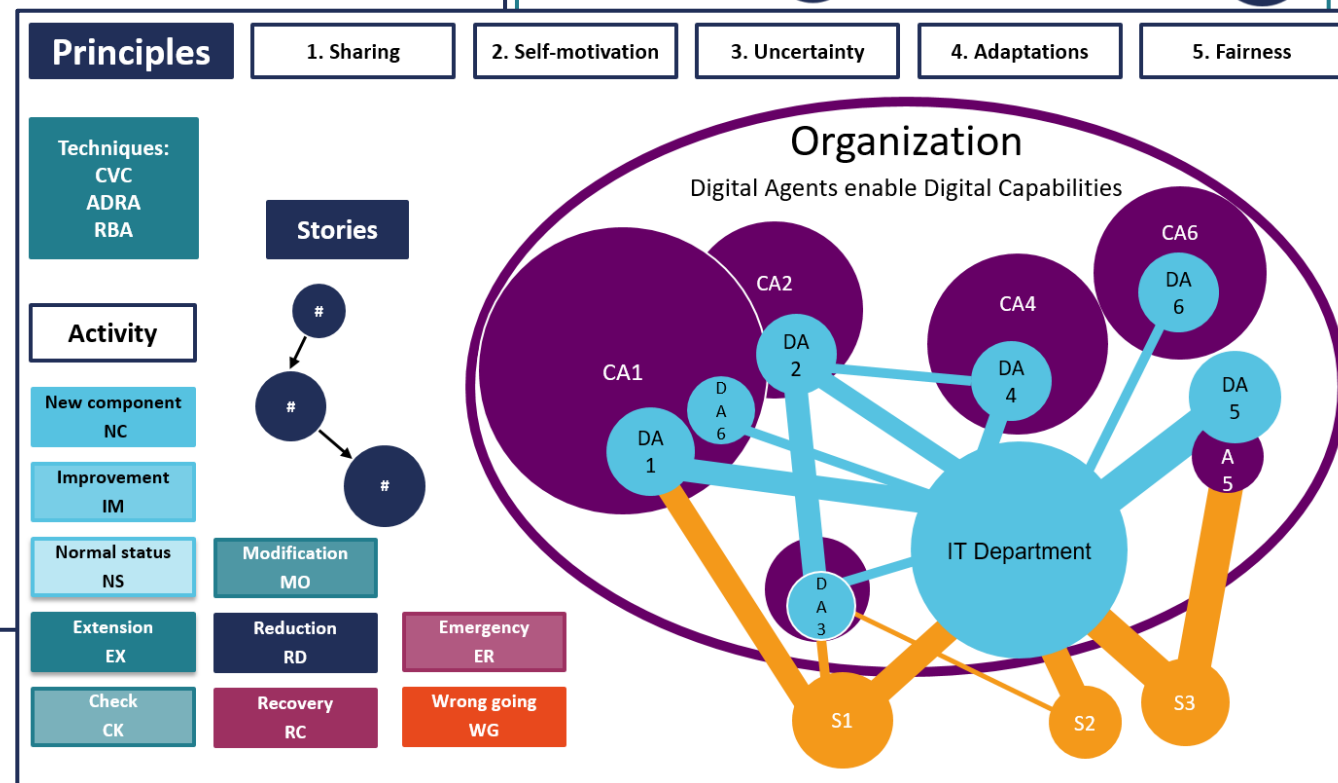 Principles
1. Sharing
2. Self-motivation
3. Uncertainty
4. Adaptations
5. Fairness
Techniques:
CVC
ADRA
RBA
Stories
#
#
#
Activity
New component
NC
Improvement
IM
Normal status
NS
Modification
MO
Extension
EX
Reduction
RD
Emergency
ER
Check
CK
Recovery
RC
Wrong going
WG
Organization
Digital Agents enable Digital Capabilities
CA1
CA2
CA4
CA6
DA
6
DA
2
DA
4
DA
5
D
A
6
DA
1
A
5
IT Department
D
A
3
S1
S2
S3